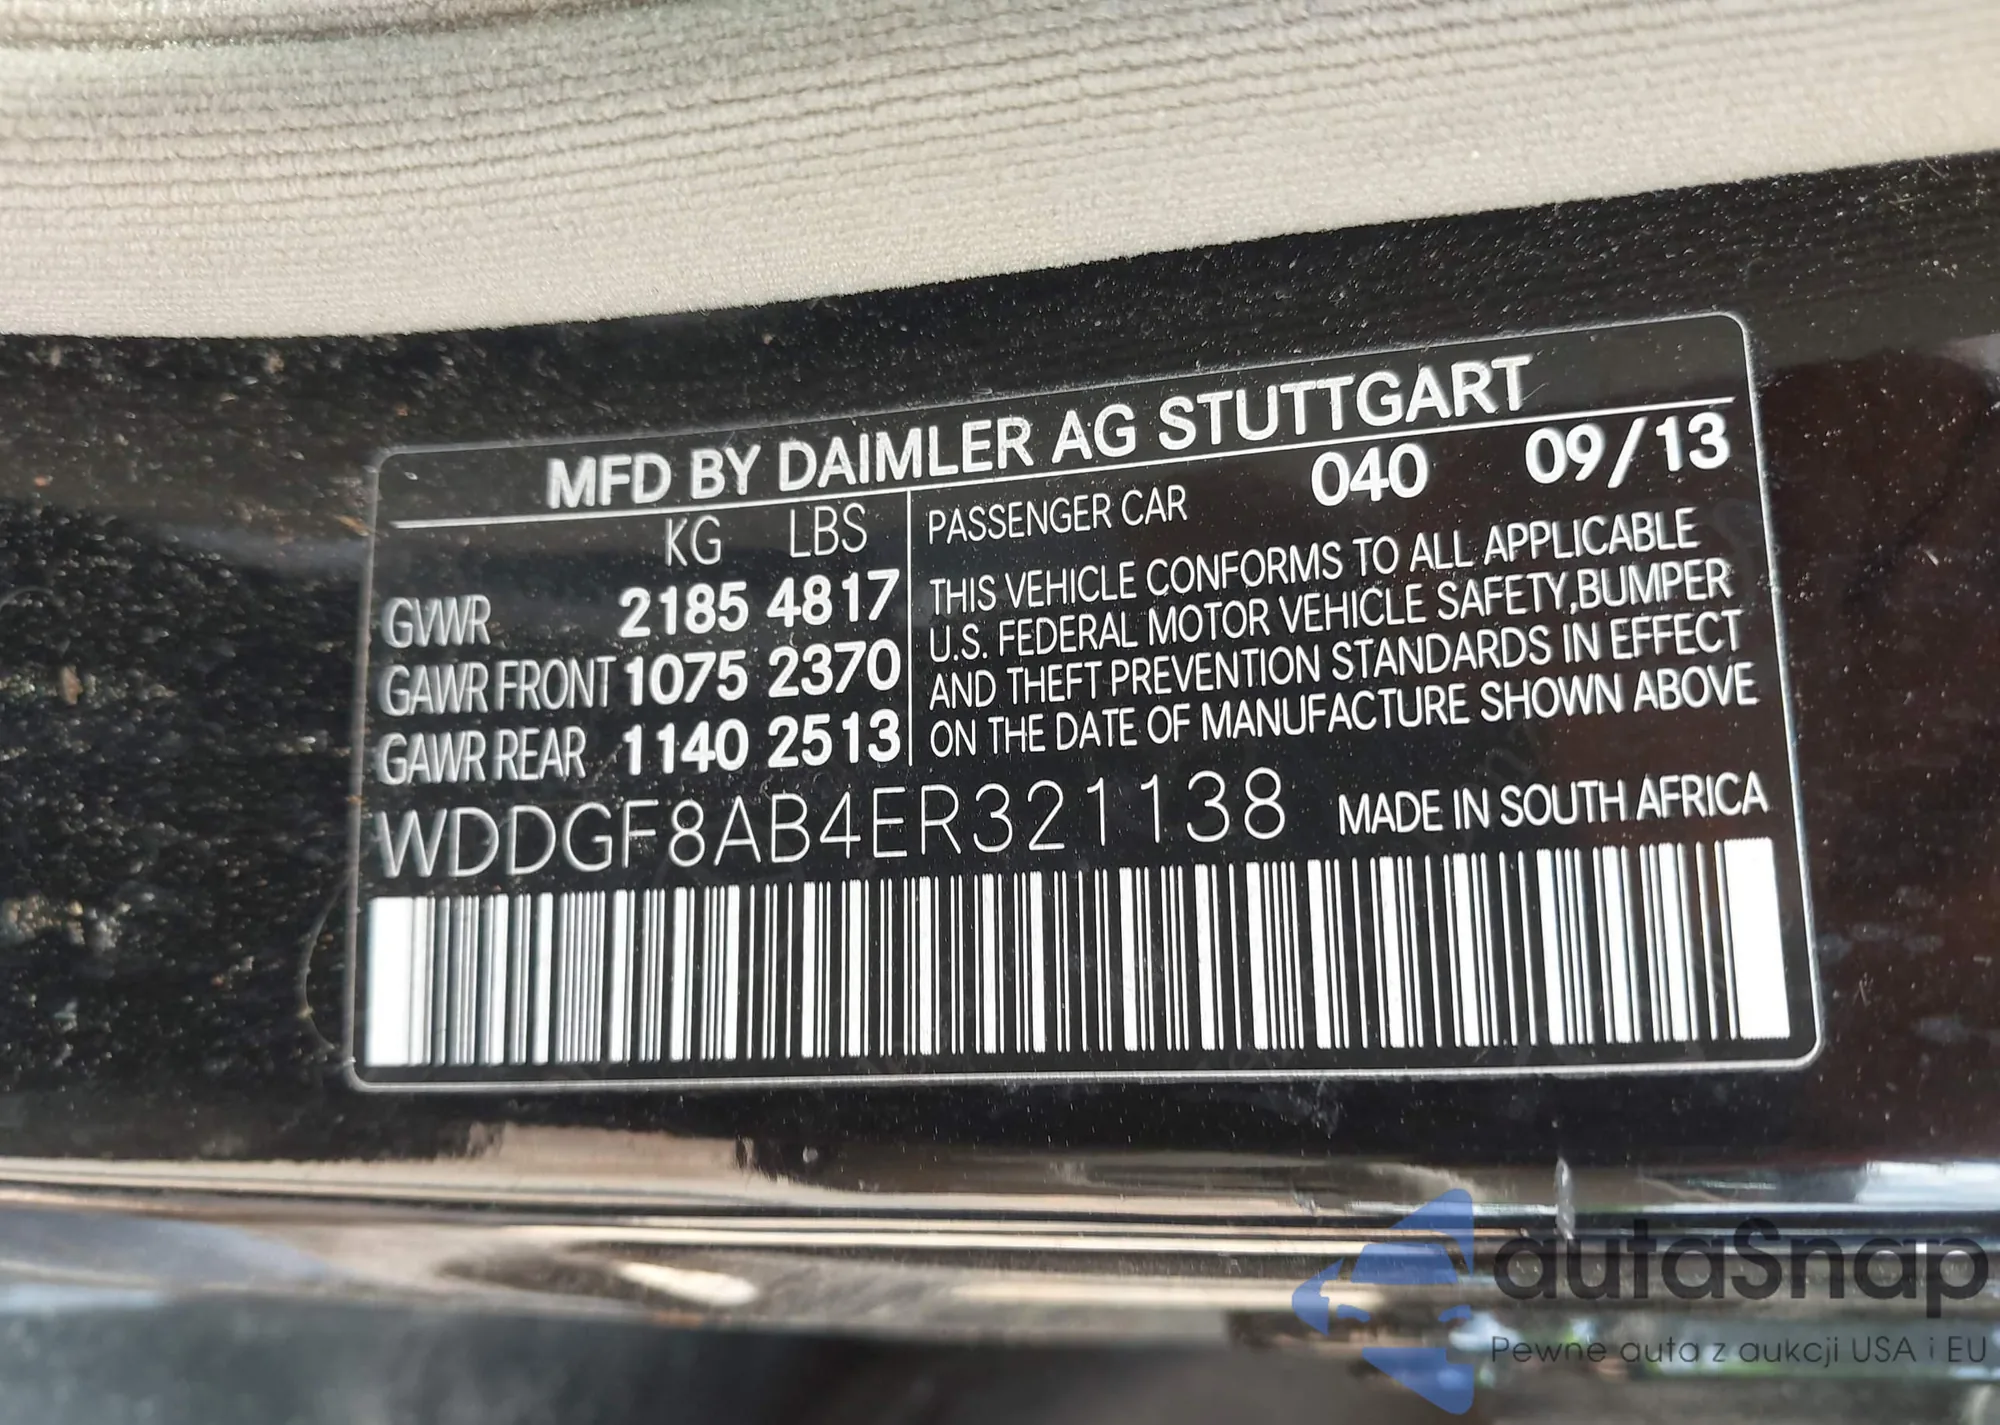 MFD BY DAIMLER AG STUTTGART
KG LBS
GVWR 2185 4817
GAWR FRONT 1075 2370
GAWR REAR 1140 2513
PASSENGER CAR 040 09/13
THIS VEHICLE CONFORMS TO ALL APPLICABLE
U.S. FEDERAL MOTOR VEHICLE SAFETY,BUMPER
AND THEFT PREVENTION STANDARDS IN EFFECT
ON THE DATE OF MANUFACTURE SHOWN ABOVE
WDDGF8AB4ER321138 MADE IN SOUTH AFRICA
autaSnap
Pewne auta z aukcji USA i EU